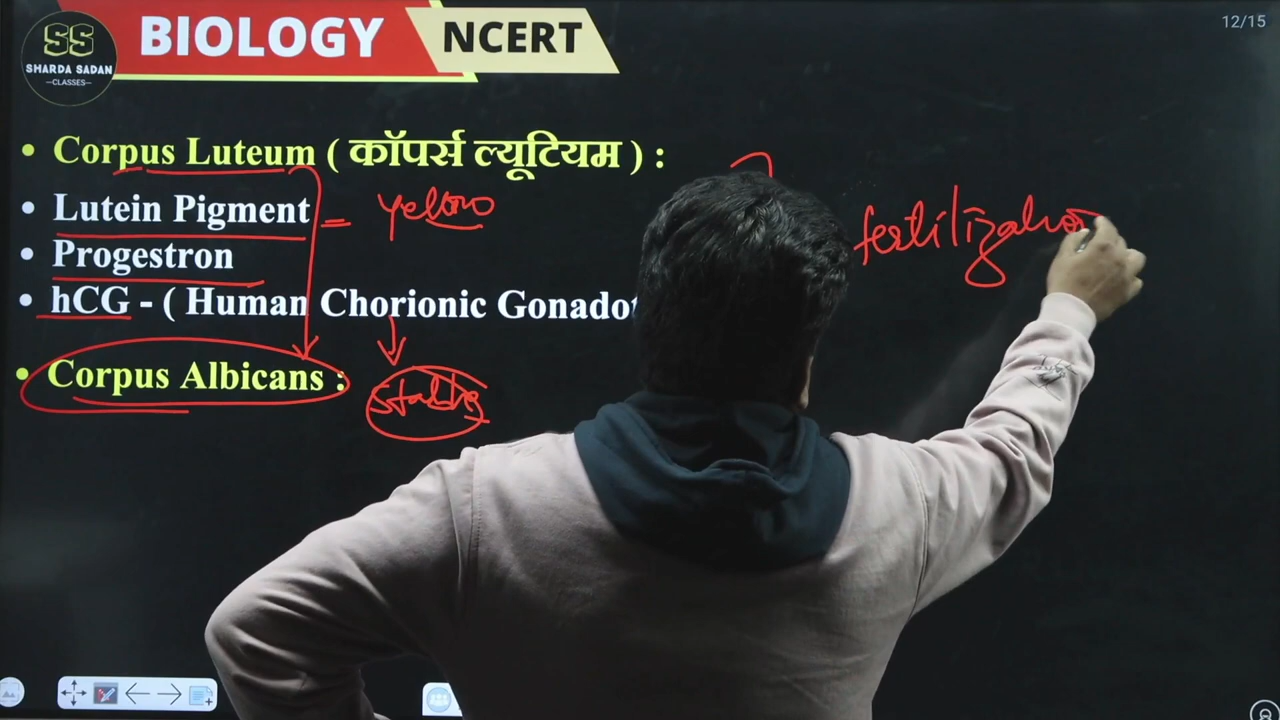 SS
SHARDA SADAN
CLASSES
BIOLOGY NCERT
12/15
• Corpus Luteum ( कॉपर्स ल्यूटियम ) :
• Lutein Pigment = yellow
fertilization
• Progestron
• hCG - ( Human Chorionic Gonadot
• Corpus Albicans :